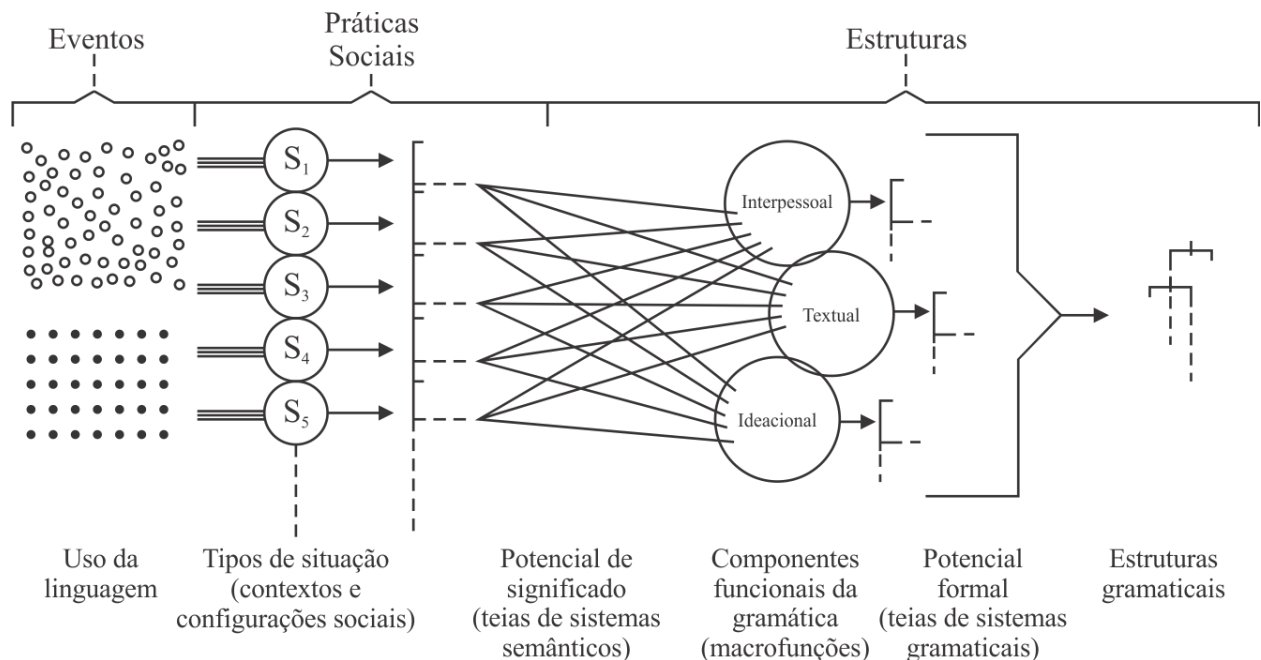 Eventos
Práticas
Sociais
Estruturas
S1
S2
S3
S4
S5
Interpessoal
Textual
Ideacional
Uso da
linguagem
Tipos de situação
(contextos e
configurações sociais)
Potencial de
significado
(teias de sistemas
semânticos)
Componentes
funcionais da
gramática
(macrofunções)
Potencial
formal
(teias de sistemas
gramaticais)
Estruturas
gramaticais